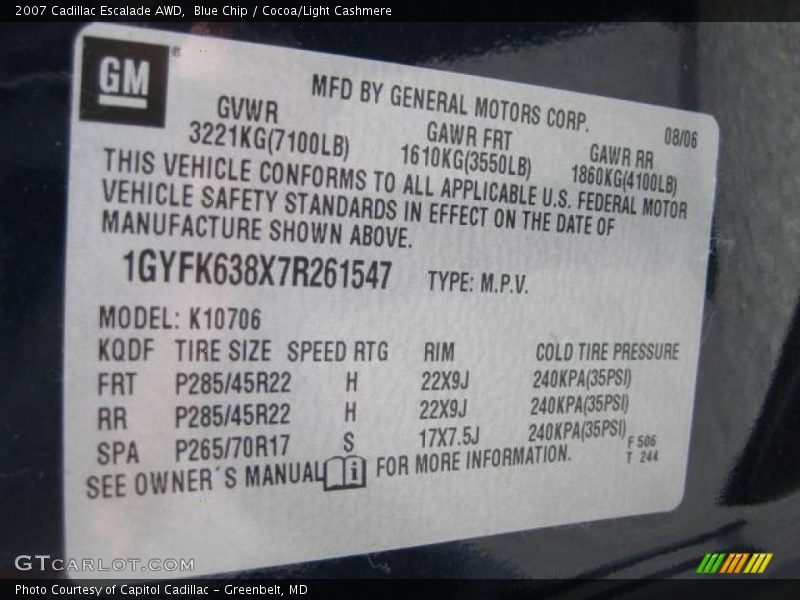 2007 Cadillac Escalade AWD,  Blue Chip / Cocoa/Light Cashmere
GM®
MFD BY GENERAL MOTORS CORP.
08/06
GVWR GAWR FRT GAWR RR
3221KG(7100LB) 1610KG(3550LB) 1860KG(4100LB)
THIS VEHICLE CONFORMS TO ALL APPLICABLE U.S. FEDERAL MOTOR
VEHICLE SAFETY STANDARDS IN EFFECT ON THE DATE OF
MANUFACTURE SHOWN ABOVE.
1GYFK638X7R261547 TYPE: M.P.V.
MODEL: K10706
KQDF TIRE SIZE SPEED RTG RIM COLD TIRE PRESSURE
FRT P285/45R22 H 22X9J 240KPA(35PSI)
RR P285/45R22 H 22X9J 240KPA(35PSI)
SPA P265/70R17 S 17X7.5J 240KPA(35PSI)
SEE OWNER'S MANUAL FOR MORE INFORMATION.
F 506
T 244
GTCARLOT.COM
Photo Courtesy of Capitol Cadillac – Greenbelt, MD